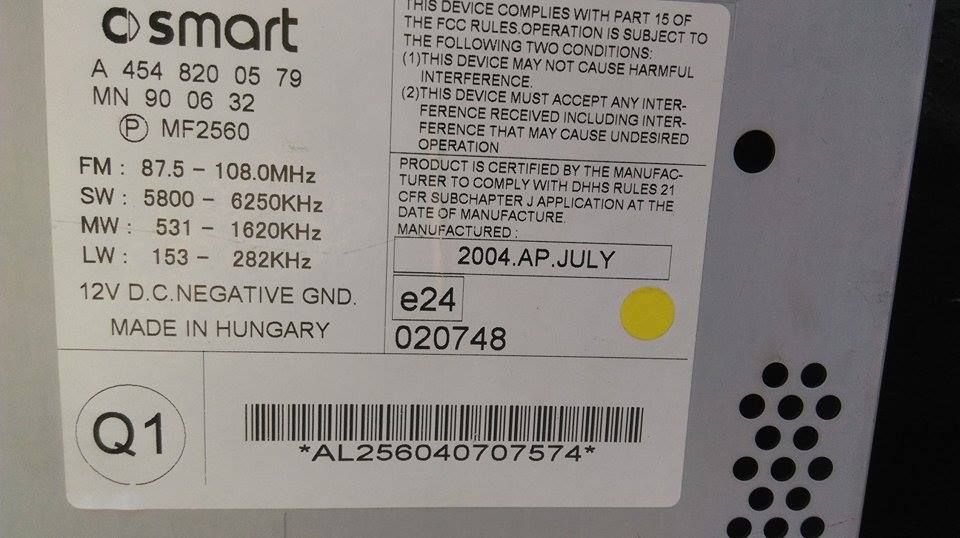 smart
A 454 820 0579
MN 90 06 32
P MF2560
FM : 87.5 - 108.0MHz
SW : 5800 - 6250KHz
MW : 531 - 1620KHz
LW : 153 - 282KHz
12V D.C.NEGATIVE GND.
MADE IN HUNGARY
THIS DEVICE COMPLIES WITH PART 15 OF
THE FCC RULES.OPERATION IS SUBJECT TO
THE FOLLOWING TWO CONDITIONS:
(1)THIS DEVICE MAY NOT CAUSE HARMFUL
INTERFERENCE.
(2)THIS DEVICE MUST ACCEPT ANY INTER-
FERENCE RECEIVED INCLUDING INTER-
FERENCE THAT MAY CAUSE UNDESIRED
OPERATION
PRODUCT IS CERTIFIED BY THE MANUFAC-
TURER TO COMPLY WITH DHHS RULES 21
CFR SUBCHAPTER J APPLICATION AT THE
DATE OF MANUFACTURE.
MANUFACTURED :
2004.AP.JULY
e24
020748
Q1
*AL256040707574*